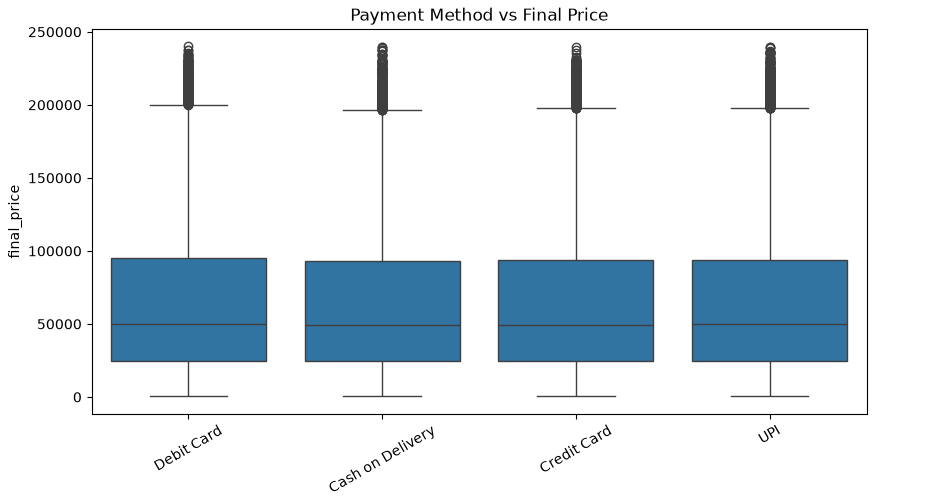 Payment Method vs Final Price
final_price
250000
200000
150000
100000
50000
0
Debit Card
Cash on Delivery
Credit Card
UPI